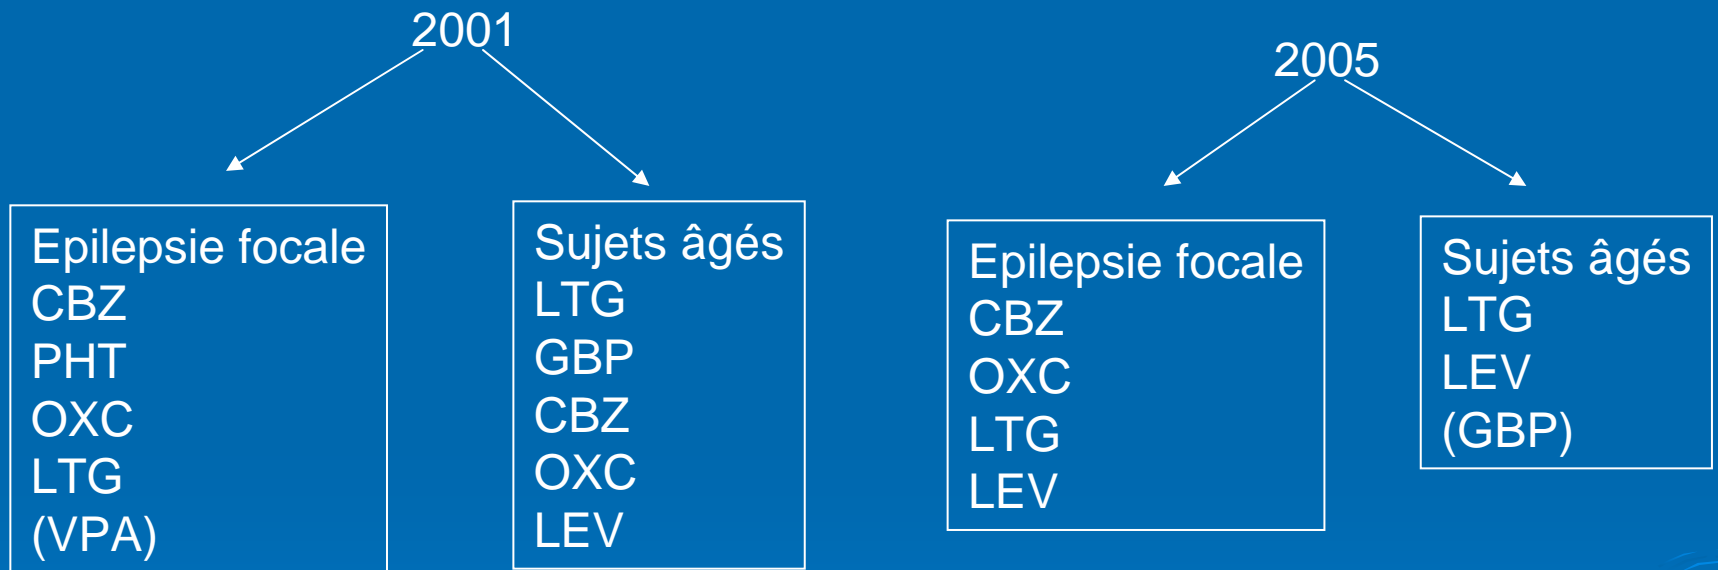 2001
Epilepsie focale
CBZ
PHT
OXC
LTG
(VPA)
Sujets âgés
LTG
GBP
CBZ
OXC
LEV
2005
Epilepsie focale
CBZ
OXC
LTG
LEV
Sujets âgés
LTG
LEV
(GBP)